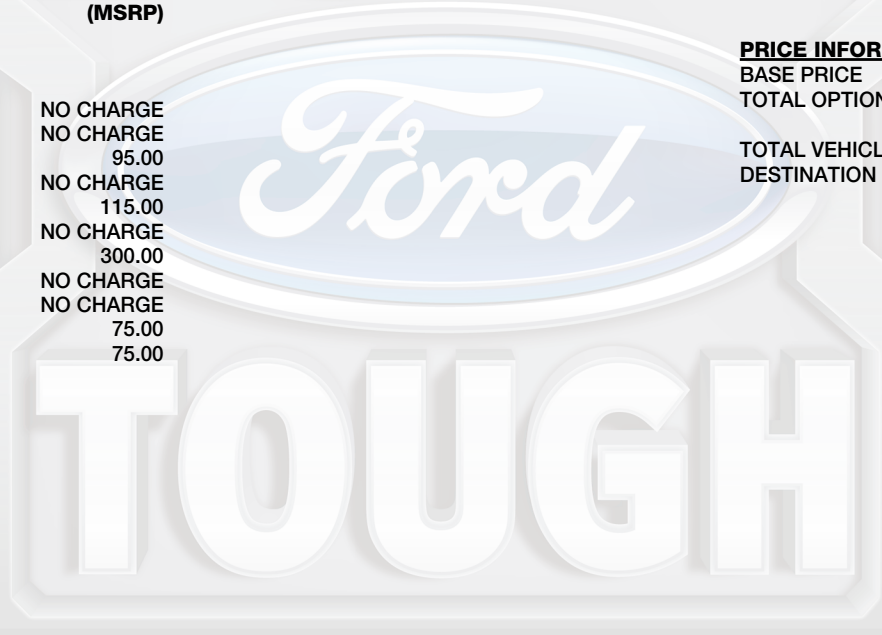 (MSRP)
NO CHARGE
NO CHARGE
95.00
NO CHARGE
115.00
NO CHARGE
300.00
NO CHARGE
NO CHARGE
75.00
75.00
PRICE INFOR
BASE PRICE
TOTAL OPTION
TOTAL VEHICL
DESTINATION
Ford
TOUGH